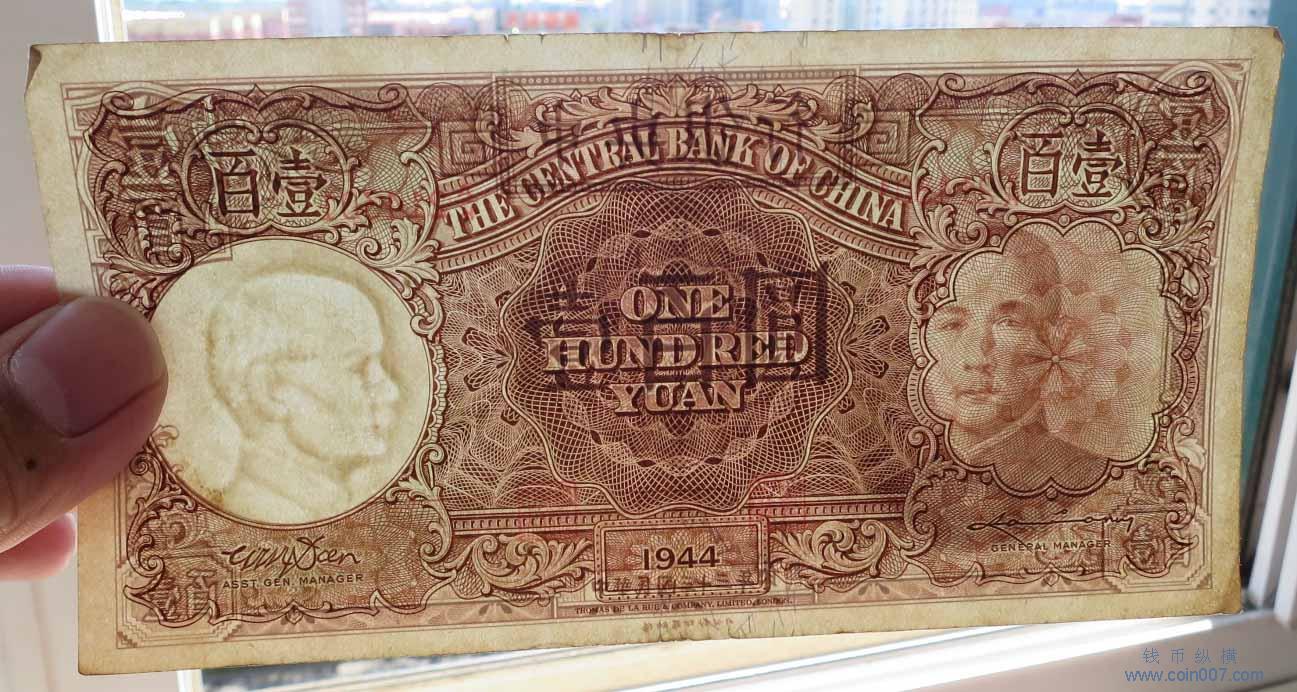 THE CENTRAL BANK OF CHINA
百壹
百壹
ONE
HUNDRED
YUAN
ASST. GEN. MANAGER
GENERAL MANAGER
1944
THOMAS DE LA RUE & COMPANY, LIMITED, LONDON.
钱币纵横
www.coin007.com